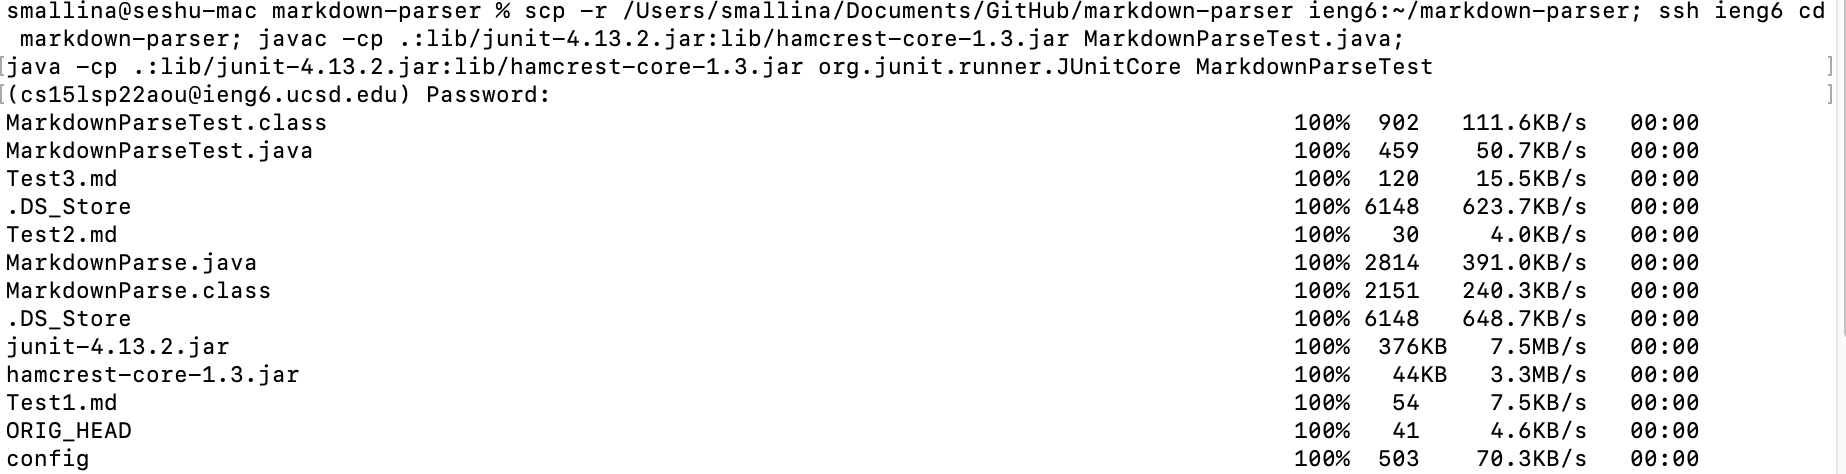 smallina@seshu-mac markdown-parser % scp -r /Users/smallina/Documents/GitHub/markdown-parser ieng6:~/markdown-parser; ssh ieng6 cd
markdown-parser; javac -cp .:lib/junit-4.13.2.jar:lib/hamcrest-core-1.3.jar MarkdownParseTest.java;
[java -cp .:lib/junit-4.13.2.jar:lib/hamcrest-core-1.3.jar org.junit.runner.JUnitCore MarkdownParseTest ]
[(cs15lsp22aou@ieng6.ucsd.edu) Password: ]
MarkdownParseTest.class 100% 902 111.6KB/s 00:00
MarkdownParseTest.java 100% 459 50.7KB/s 00:00
Test3.md 100% 120 15.5KB/s 00:00
.DS_Store 100% 6148 623.7KB/s 00:00
Test2.md 100% 30 4.0KB/s 00:00
MarkdownParse.java 100% 2814 391.0KB/s 00:00
MarkdownParse.class 100% 2151 240.3KB/s 00:00
.DS_Store 100% 6148 648.7KB/s 00:00
junit-4.13.2.jar 100% 376KB 7.5MB/s 00:00
hamcrest-core-1.3.jar 100% 44KB 3.3MB/s 00:00
Test1.md 100% 54 7.5KB/s 00:00
ORIG_HEAD 100% 41 4.6KB/s 00:00
config 100% 503 70.3KB/s 00:00